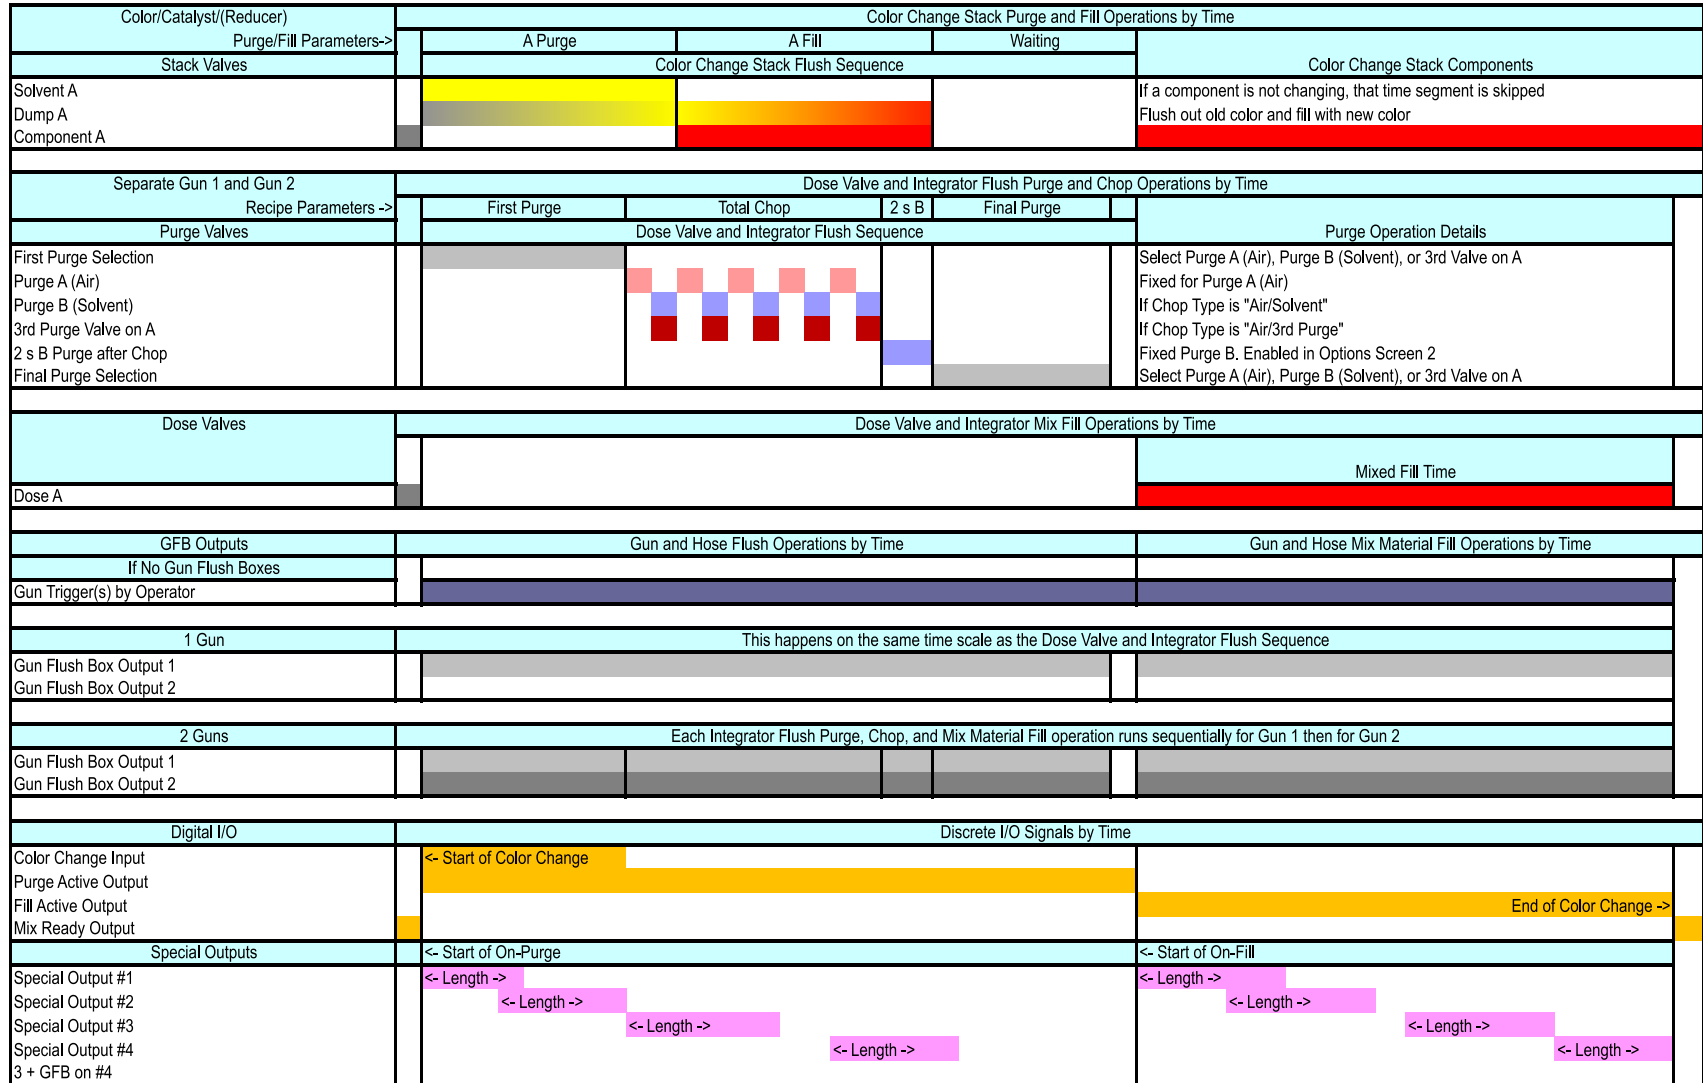 Color/Catalyst/(Reducer)
Color Change Stack Purge and Fill Operations by Time
Purge/Fill Parameters->
A Purge
A Fill
Waiting
Stack Valves
Color Change Stack Flush Sequence
Color Change Stack Components
Solvent A
If a component is not changing, that time segment is skipped
Dump A
Flush out old color and fill with new color
Component A
Separate Gun 1 and Gun 2
Dose Valve and Integrator Flush Purge and Chop Operations by Time
Recipe Parameters ->
First Purge
Total Chop
2 s B
Final Purge
Purge Valves
Dose Valve and Integrator Flush Sequence
Purge Operation Details
First Purge Selection
Select Purge A (Air), Purge B (Solvent), or 3rd Valve on A
Purge A (Air)
Fixed for Purge A (Air)
Purge B (Solvent)
If Chop Type is "Air/Solvent"
3rd Purge Valve on A
If Chop Type is "Air/3rd Purge"
2 s B Purge after Chop
Fixed Purge B. Enabled in Options Screen 2
Final Purge Selection
Select Purge A (Air), Purge B (Solvent), or 3rd Valve on A
Dose Valves
Dose Valve and Integrator Mix Fill Operations by Time
Mixed Fill Time
Dose A
GFB Outputs
Gun and Hose Flush Operations by Time
Gun and Hose Mix Material Fill Operations by Time
If No Gun Flush Boxes
Gun Trigger(s) by Operator
1 Gun
This happens on the same time scale as the Dose Valve and Integrator Flush Sequence
Gun Flush Box Output 1
Gun Flush Box Output 2
2 Guns
Each Integrator Flush Purge, Chop, and Mix Material Fill operation runs sequentially for Gun 1 then for Gun 2
Gun Flush Box Output 1
Gun Flush Box Output 2
Digital I/O
Discrete I/O Signals by Time
Color Change Input
<- Start of Color Change
Purge Active Output
Fill Active Output
End of Color Change ->
Mix Ready Output
Special Outputs
<- Start of On-Purge
<- Start of On-Fill
Special Output #1
<- Length ->
<- Length ->
Special Output #2
<- Length ->
<- Length ->
Special Output #3
<- Length ->
<- Length ->
Special Output #4
<- Length ->
<- Length ->
3 + GFB on #4